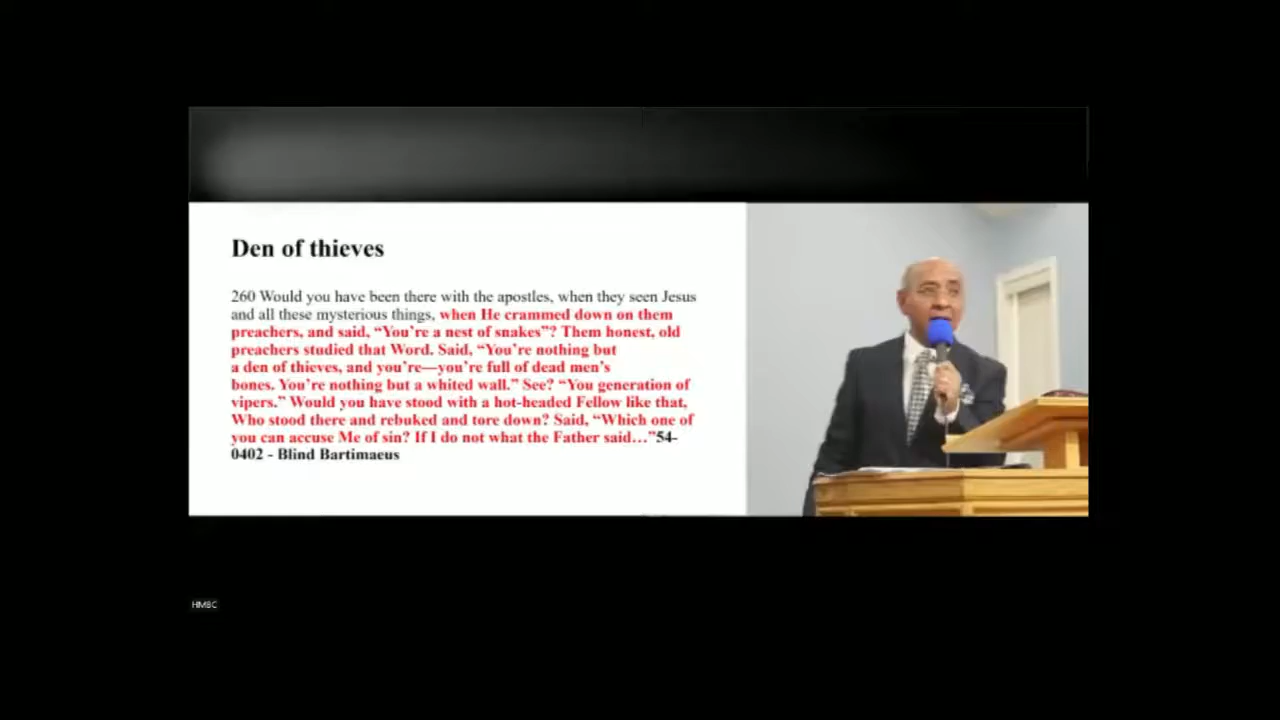 Den of thieves
260 Would you have been there with the apostles, when they seen Jesus
and all these mysterious things, when He crammed down on them
preachers, and said, “You’re a nest of snakes”? Them honest, old
preachers studied that Word. Said, “You’re nothing but
a den of thieves, and you’re—you’re full of dead men’s
bones. You’re nothing but a whited wall.” See? “You generation of
vipers.” Would you have stood with a hot-headed Fellow like that,
Who stood there and rebuked and tore down? Said, “Which one of
you can accuse Me of sin? If I do not what the Father said…”54-
0402 - Blind Bartimaeus
HMBC